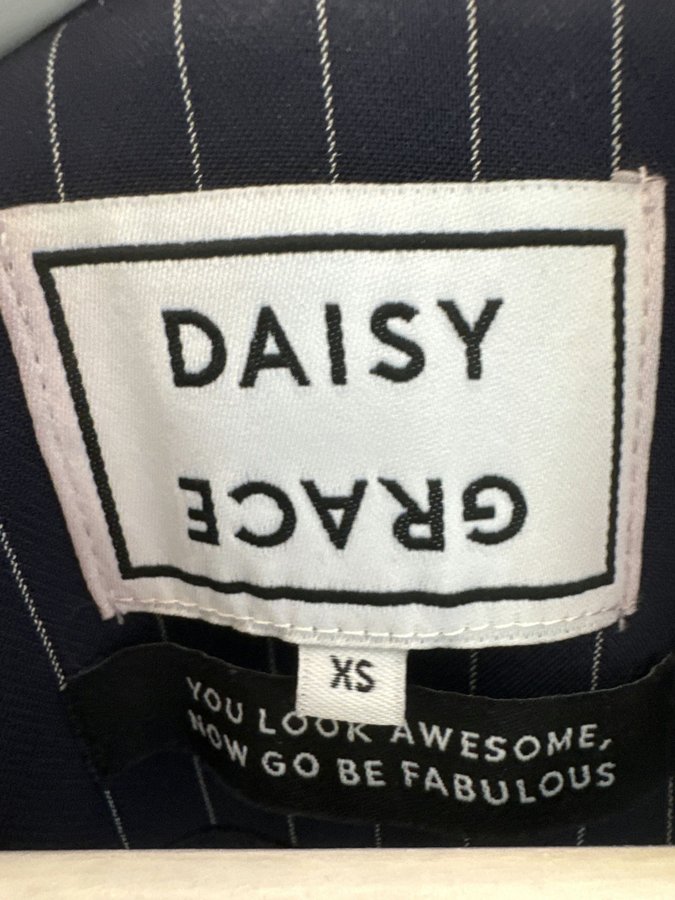 DAISY
GRACE
XS
YOU LOOK AWESOME,
NOW GO BE FABULOUS